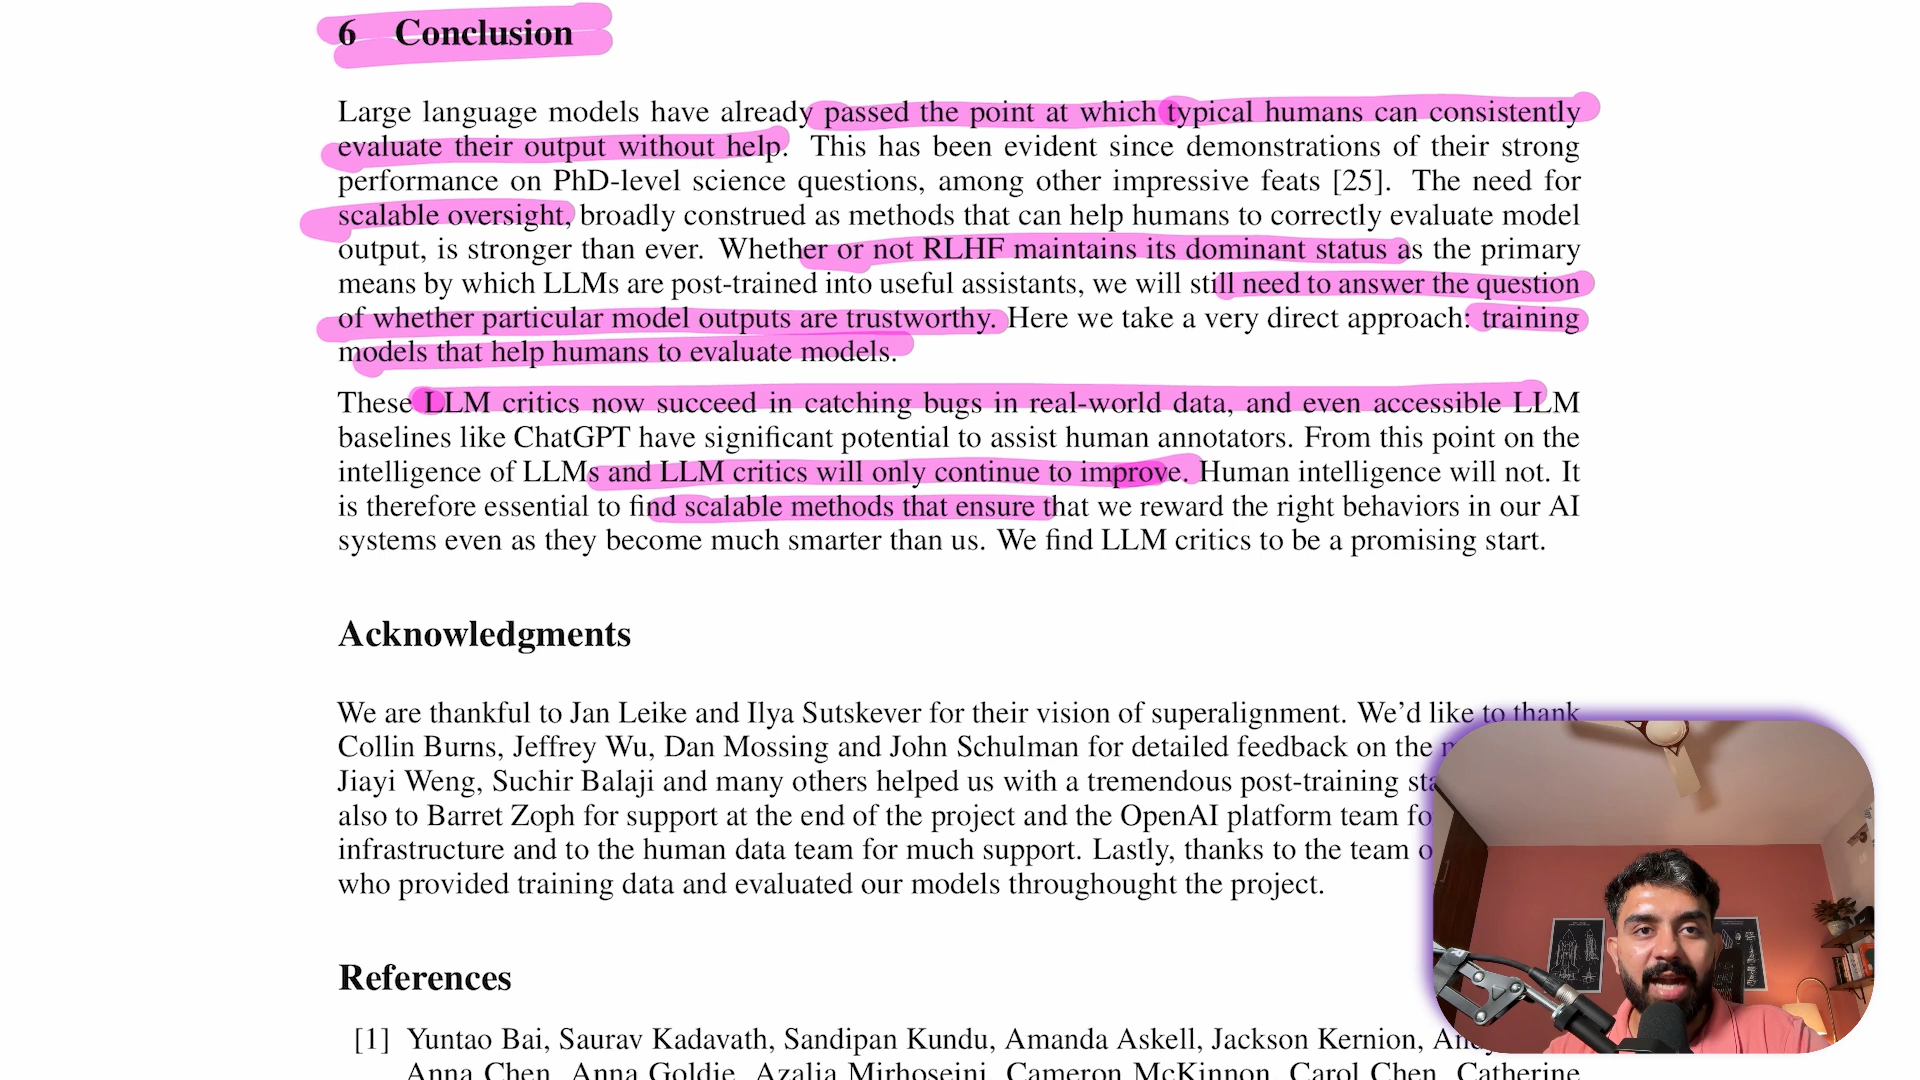 6 Conclusion
Large language models have already passed the point at which typical humans can consistently
evaluate their output without help. This has been evident since demonstrations of their strong
performance on PhD-level science questions, among other impressive feats [25]. The need for
scalable oversight, broadly construed as methods that can help humans to correctly evaluate model
output, is stronger than ever. Whether or not RLHF maintains its dominant status as the primary
means by which LLMs are post-trained into useful assistants, we will still need to answer the question
of whether particular model outputs are trustworthy. Here we take a very direct approach: training
models that help humans to evaluate models.
These LLM critics now succeed in catching bugs in real-world data, and even accessible LLM
baselines like ChatGPT have significant potential to assist human annotators. From this point on the
intelligence of LLMs and LLM critics will only continue to improve. Human intelligence will not. It
is therefore essential to find scalable methods that ensure that we reward the right behaviors in our AI
systems even as they become much smarter than us. We find LLM critics to be a promising start.
Acknowledgments
We are thankful to Jan Leike and Ilya Sutskever for their vision of superalignment. We'd like to thank
Collin Burns, Jeffrey Wu, Dan Mossing and John Schulman for detailed feedback on the
Jiayi Weng, Suchir Balaji and many others helped us with a tremendous post-training
also to Barret Zoph for support at the end of the project and the OpenAI platform team
infrastructure and to the human data team for much support. Lastly, thanks to the team
who provided training data and evaluated our models throughought the project.
References
[1] Yuntao Bai, Saurav Kadavath, Sandipan Kundu, Amanda Askell, Jackson Kernion,
Anna Chen, Anna Goldie, Azalia Mirhoseini, Cameron McKinnon, Carol Chen, Catherine